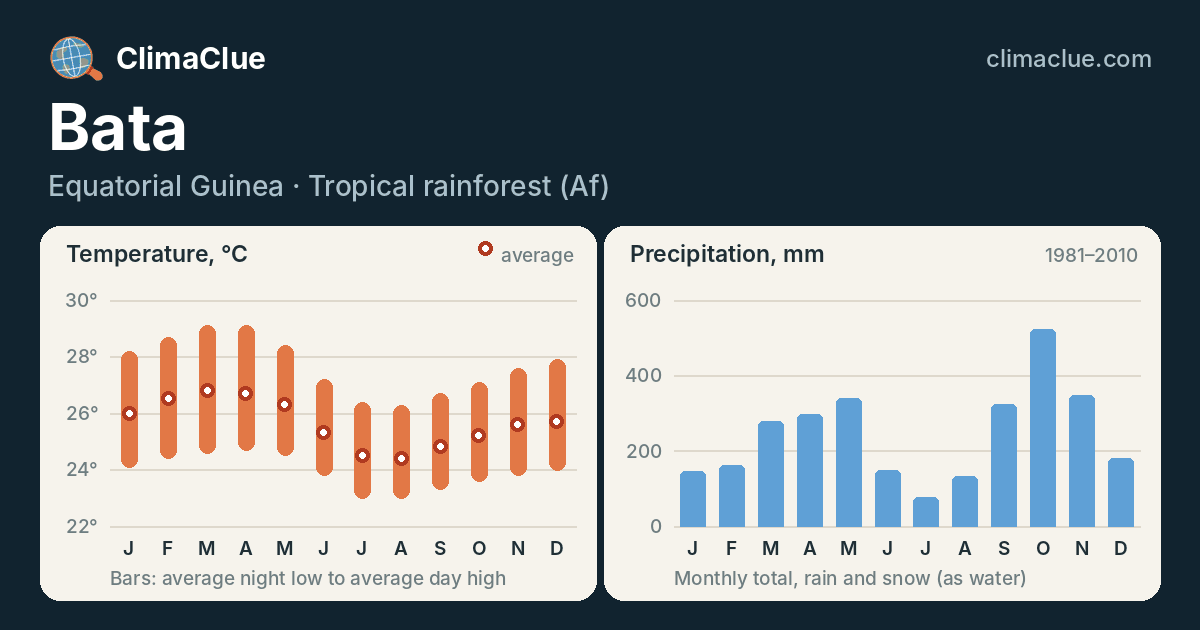 ClimaClue
climaclue.com
Bata
Equatorial Guinea · Tropical rainforest (Af)
Temperature, °C
average
30°
28°
26°
24°
22°
J F M A M J J A S O N D
Bars: average night low to average day high
Precipitation, mm
1981–2010
600
400
200
0
J F M A M J J A S O N D
Monthly total, rain and snow (as water)